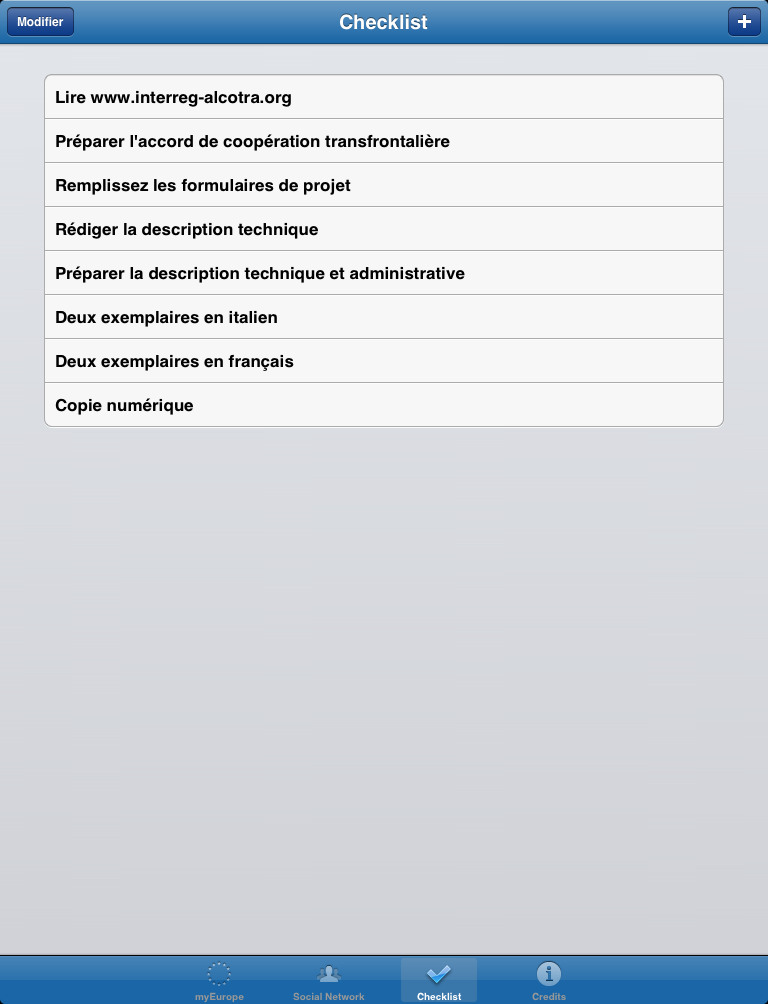 Modifier
Checklist
+
Lire www.interreg-alcotra.org
Préparer l'accord de coopération transfrontalière
Remplissez les formulaires de projet
Rédiger la description technique
Préparer la description technique et administrative
Deux exemplaires en italien
Deux exemplaires en français
Copie numérique
myEurope
Social Network
Checklist
Credits